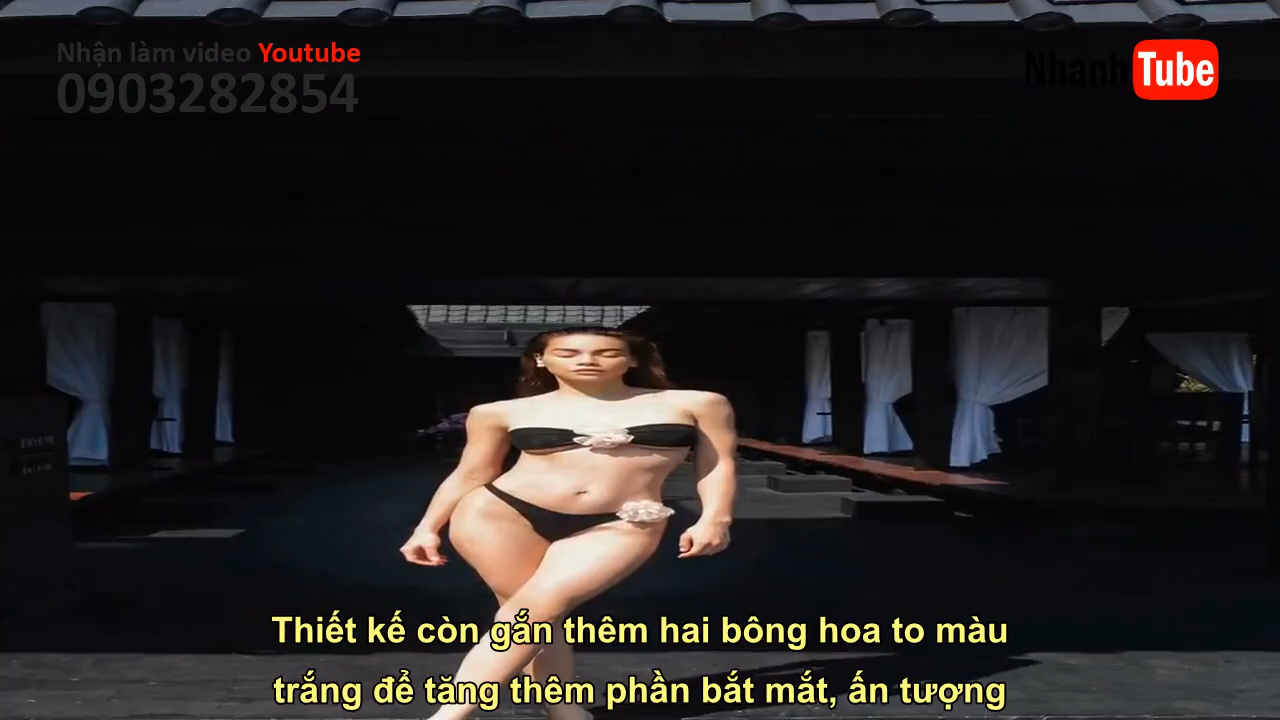 Nhận làm video Youtube
0903282854
Nhanh Tube
Thiết kế còn gắn thêm hai bông hoa to màu
trắng để tăng thêm phần bắt mắt, ấn tượng